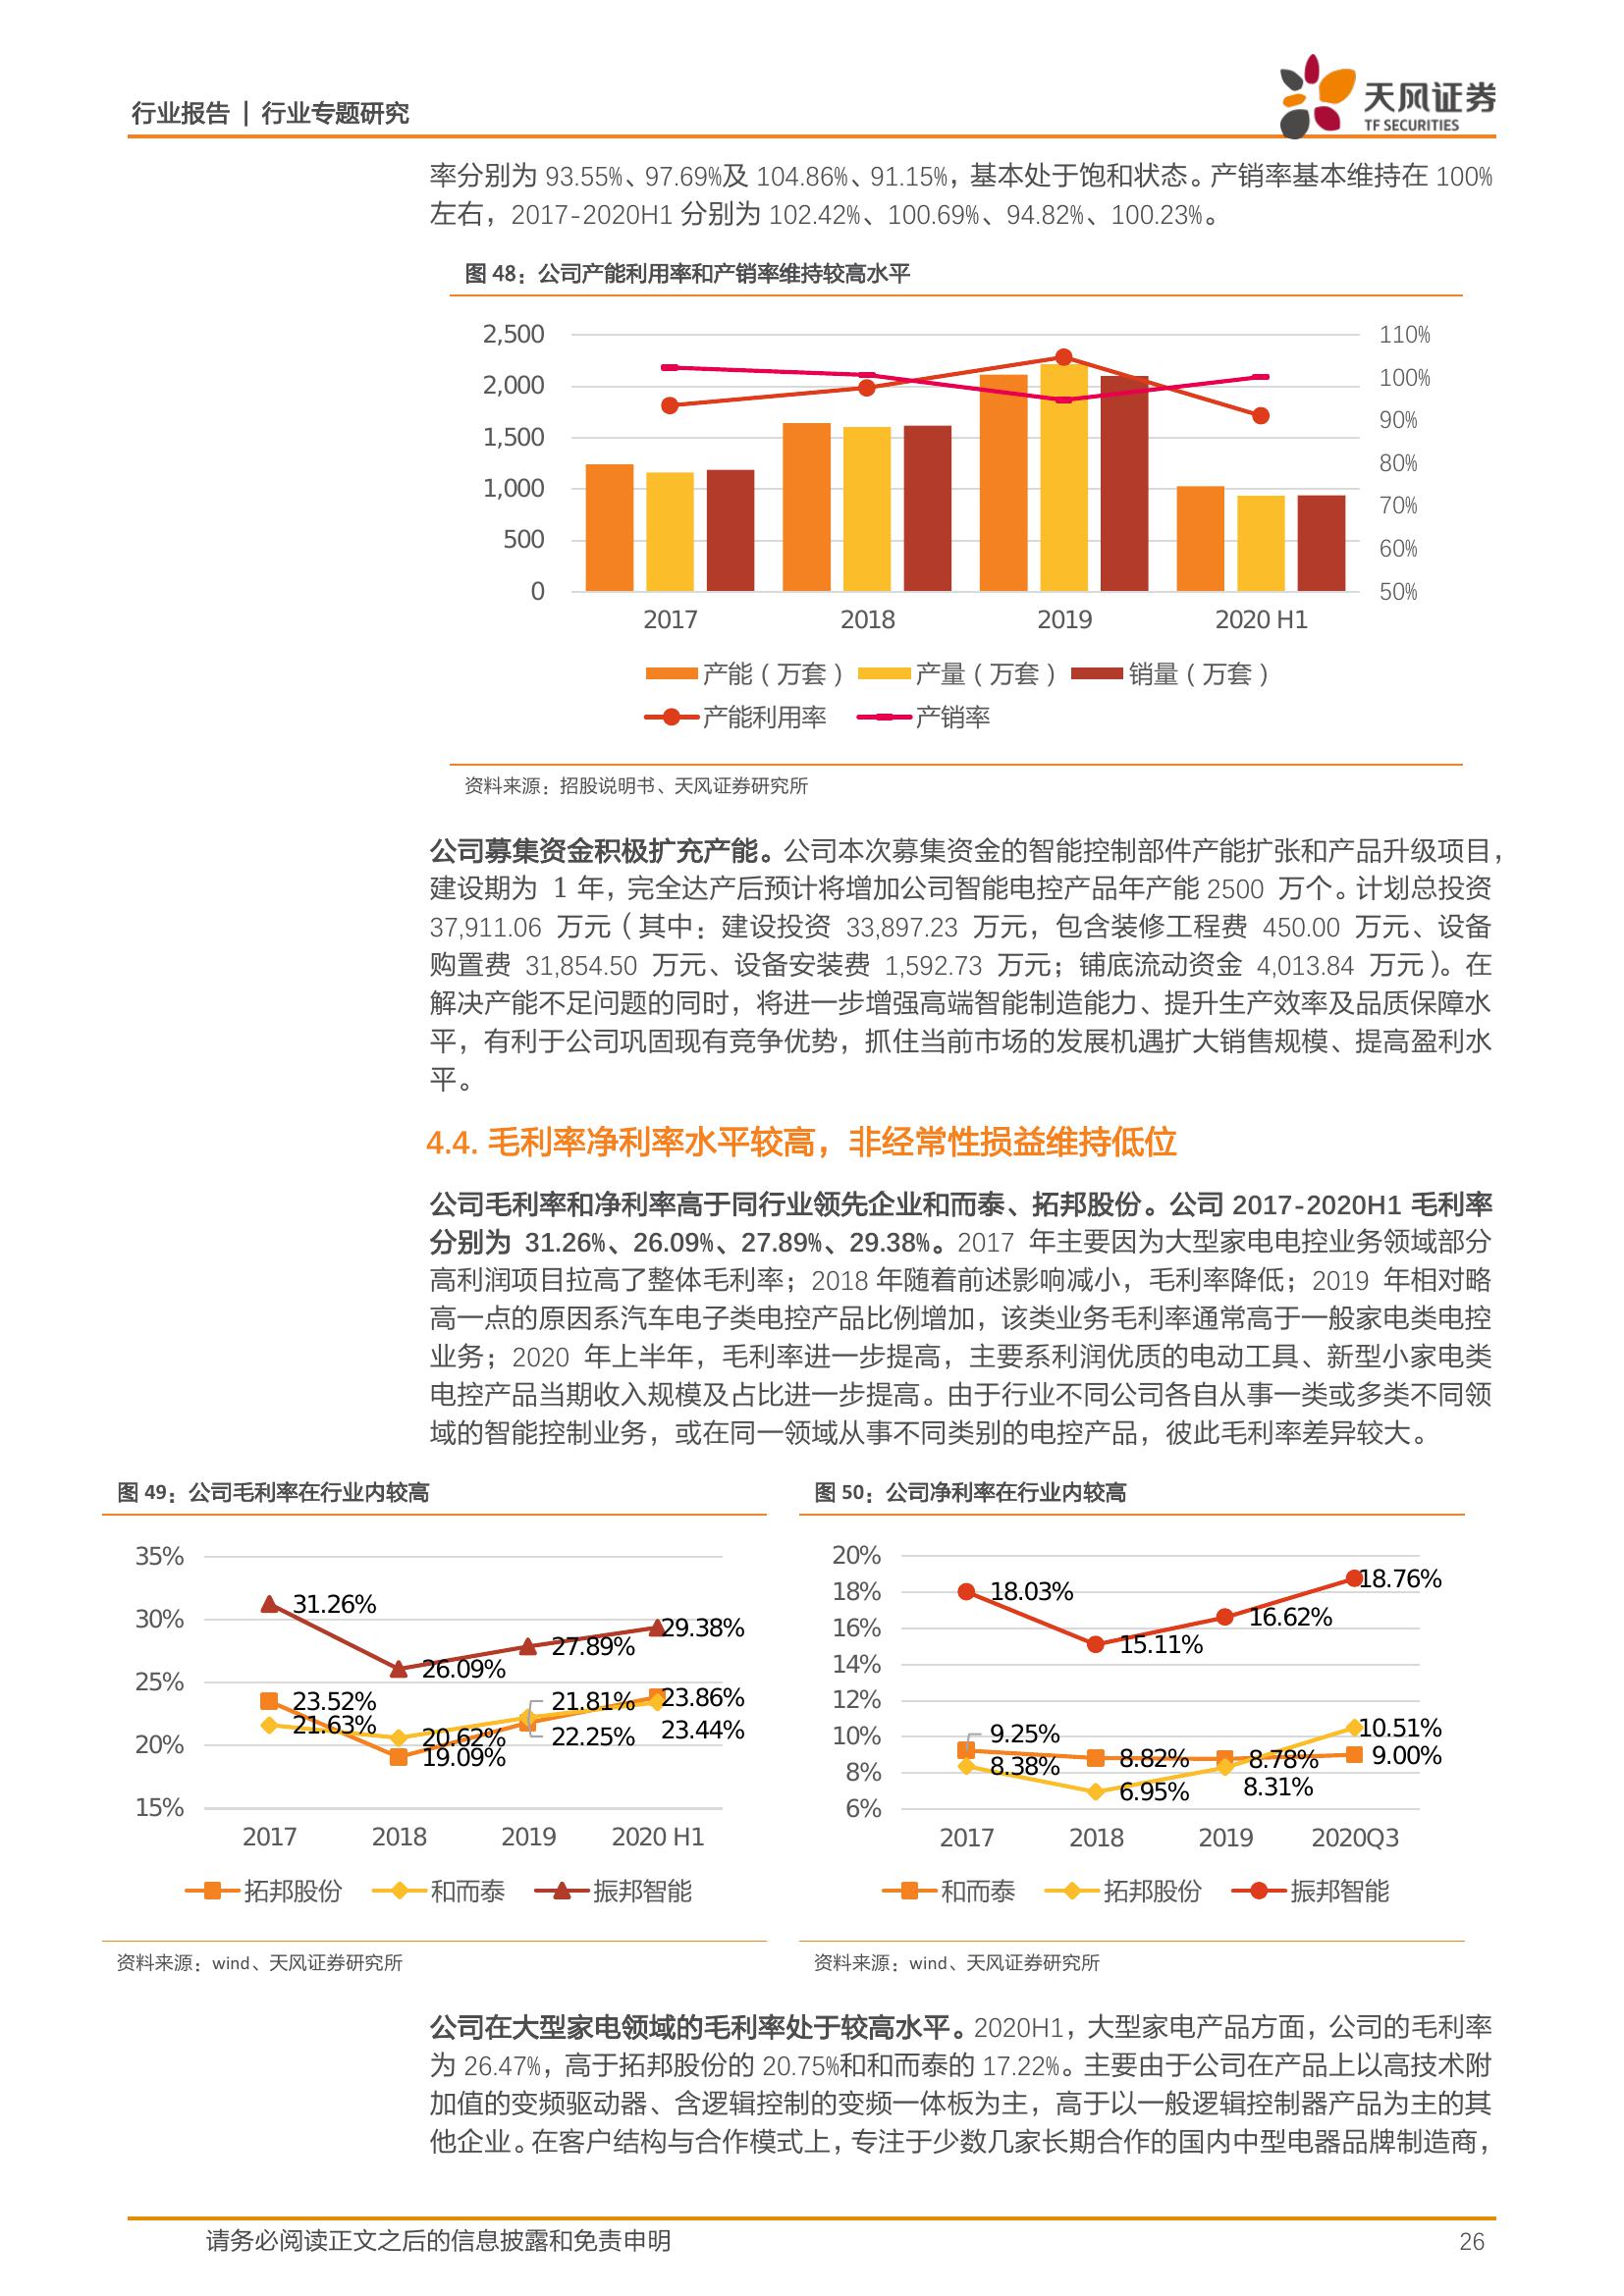 行业报告 | 行业专题研究
天风证券
TF SECURITIES
率分别为 93.55%、97.69%及 104.86%、91.15%，基本处于饱和状态。产销率基本维持在 100%
左右，2017-2020H1 分别为 102.42%、100.69%、94.82%、100.23%。
图 48：公司产能利用率和产销率维持较高水平
2,500
2,000
1,500
1,000
500
0
110%
100%
90%
80%
70%
60%
50%
2017 2018 2019 2020 H1
产能（万套） 产量（万套） 销量（万套）
产能利用率 产销率
资料来源：招股说明书、天风证券研究所
公司募集资金积极扩充产能。公司本次募集资金的智能控制部件产能扩张和产品升级项目，
建设期为 1 年，完全达产后预计将增加公司智能电控产品年产能 2500 万个。计划总投资
37,911.06 万元（其中：建设投资 33,897.23 万元，包含装修工程费 450.00 万元、设备
购置费 31,854.50 万元、设备安装费 1,592.73 万元；铺底流动资金 4,013.84 万元）。在
解决产能不足问题的同时，将进一步增强高端智能制造能力、提升生产效率及品质保障水
平，有利于公司巩固现有竞争优势，抓住当前市场的发展机遇扩大销售规模、提高盈利水
平。
4.4. 毛利率净利率水平较高，非经常性损益维持低位
公司毛利率和净利率高于同行业领先企业和而泰、拓邦股份。公司 2017-2020H1 毛利率
分别为 31.26%、26.09%、27.89%、29.38%。2017 年主要因为大型家电电控业务领域部分
高利润项目拉高了整体毛利率；2018 年随着前述影响减小，毛利率降低；2019 年相对略
高一点的原因系汽车电子类电控产品比例增加，该类业务毛利率通常高于一般家电类电控
业务；2020 年上半年，毛利率进一步提高，主要系利润优质的电动工具、新型小家电类
电控产品当期收入规模及占比进一步提高。由于行业不同公司各自从事一类或多类不同领
域的智能控制业务，或在同一领域从事不同类别的电控产品，彼此毛利率差异较大。
图 49：公司毛利率在行业内较高
35%
30%
25%
20%
15%
31.26%
26.09%
27.89%
29.38%
23.52%
21.63%
20.62%
19.09%
21.81%
22.25%
23.86%
23.44%
2017 2018 2019 2020 H1
拓邦股份 和而泰 振邦智能
资料来源：wind、天风证券研究所
图 50：公司净利率在行业内较高
20%
18%
16%
14%
12%
10%
8%
6%
18.03%
15.11%
16.62%
18.76%
9.25%
8.38%
8.82%
6.95%
8.78%
8.31%
10.51%
9.00%
2017 2018 2019 2020Q3
和而泰 拓邦股份 振邦智能
资料来源：wind、天风证券研究所
公司在大型家电领域的毛利率处于较高水平。2020H1，大型家电产品方面，公司的毛利率
为 26.47%，高于拓邦股份的 20.75%和和而泰的 17.22%。主要由于公司在产品上以高技术附
加值的变频驱动器、含逻辑控制的变频一体板为主，高于以一般逻辑控制器产品为主的其
他企业。在客户结构与合作模式上，专注于少数几家长期合作的国内中型电器品牌制造商，
请务必阅读正文之后的信息披露和免责申明
26